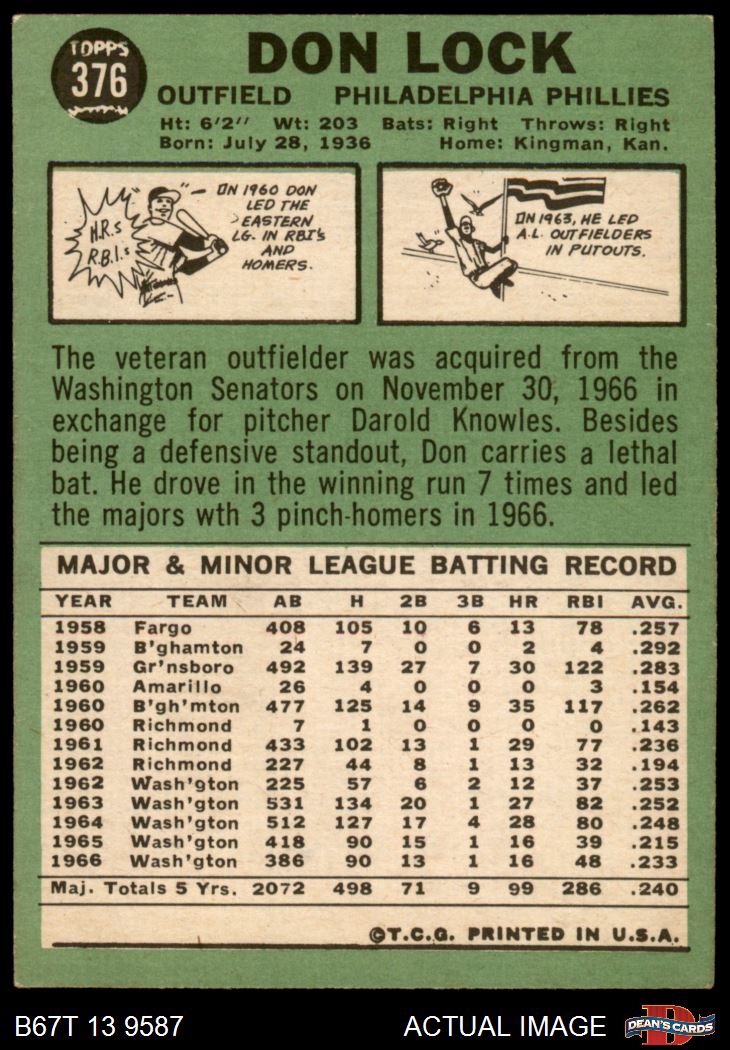 TOPPS
376
DON LOCK
OUTFIELD PHILADELPHIA PHILLIES
Ht: 6'2" Wt: 203 Bats: Right Throws: Right
Born: July 28, 1936 Home: Kingman, Kan.
H.R.s
R.B.I.s
IN 1960 DON
LED THE
EASTERN
LG. IN RBI'S
AND
HOMERS.
IN 1963, HE LED
A.L. OUTFIELDERS
IN PUTOUTS.
The veteran outfielder was acquired from the
Washington Senators on November 30, 1966 in
exchange for pitcher Darold Knowles. Besides
being a defensive standout, Don carries a lethal
bat. He drove in the winning run 7 times and led
the majors wth 3 pinch-homers in 1966.
MAJOR & MINOR LEAGUE BATTING RECORD
YEAR TEAM AB H 2B 3B HR RBI AVG.
1958 Fargo 408 105 10 6 13 78 .257
1959 B'ghamton 24 7 0 0 2 4 .292
1959 Gr'nsboro 492 139 27 7 30 122 .283
1960 Amarillo 26 4 0 0 0 3 .154
1960 B'gh'mton 477 125 14 9 35 117 .262
1960 Richmond 7 1 0 0 0 0 .143
1961 Richmond 433 102 13 1 29 77 .236
1962 Richmond 227 44 8 1 13 32 .194
1962 Wash'gton 225 57 6 2 12 37 .253
1963 Wash'gton 531 134 20 1 27 82 .252
1964 Wash'gton 512 127 17 4 28 80 .248
1965 Wash'gton 418 90 15 1 16 39 .215
1966 Wash'gton 386 90 13 1 16 48 .233
Maj. Totals 5 Yrs. 2072 498 71 9 99 286 .240
©T.C.G. PRINTED IN U.S.A.
B67T 13 9587 ACTUAL IMAGE
D
DEAN'S CARDS